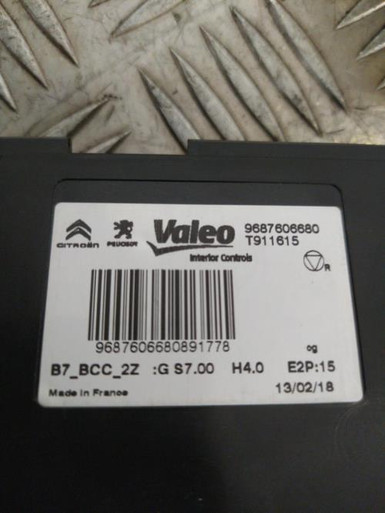 CITROËN PEUGEOT Valeo 9687606680
T911615
Interior Controls
R
9687606680891778
og
B7_BCC_2Z :G S7.00 H4.0 E2P:15
Made in France 13/02/18